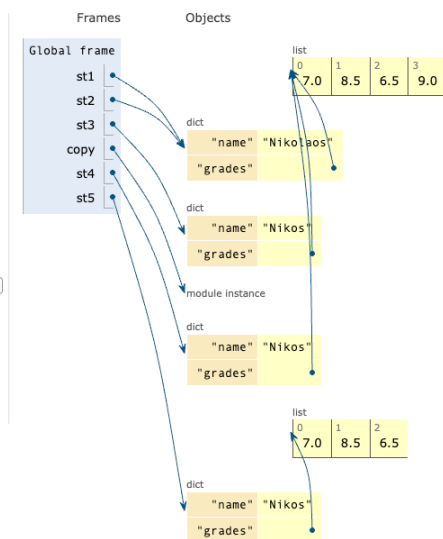 Frames Objects
Global frame
list
0 1 2 3
7.0 8.5 6.5 9.0
st1
st2
st3
copy
st4
st5
dict
"name" "Nikolaos"
"grades"
dict
"name" "Nikos"
"grades"
module instance
dict
"name" "Nikos"
"grades"
list
0 1 2
7.0 8.5 6.5
dict
"name" "Nikos"
"grades"